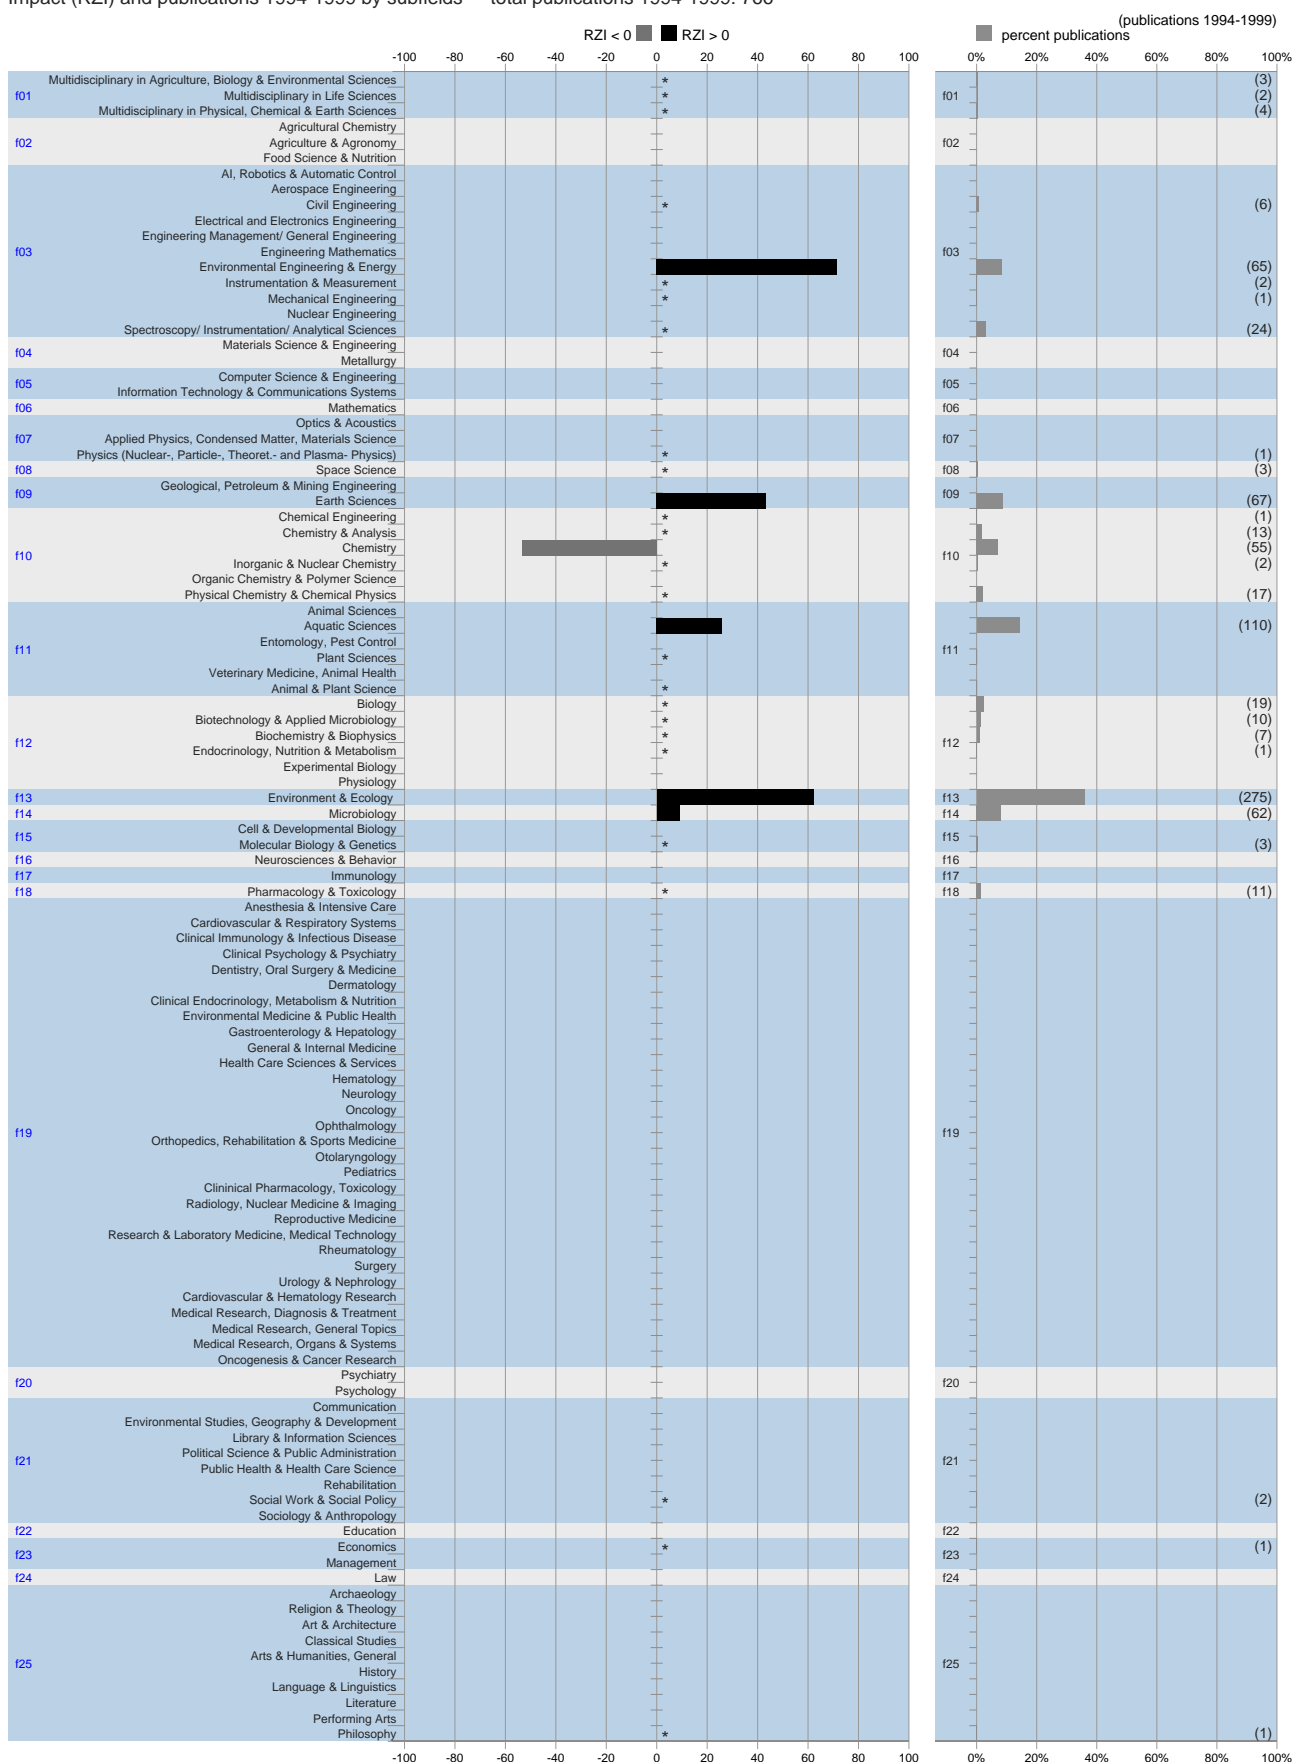 Impact (RZI) and publications 1994-1999 by subfields total publications 1994-1999:
(publications 1994-1999)
RZI < 0 RZI > 0 percent publications
-100 -80 -60 -40 -20 0 20 40 60 80 100 0% 20% 40% 60% 80% 100%
Multidisciplinary in Agriculture, Biology & Environmental Sciences * (3)
f01 Multidisciplinary in Life Sciences * f01 (2)
Multidisciplinary in Physical, Chemical & Earth Sciences * (4)
Agricultural Chemistry
f02 Agriculture & Agronomy f02
Food Science & Nutrition
AI, Robotics & Automatic Control
Aerospace Engineering
Civil Engineering * (6)
Electrical and Electronics Engineering
Engineering Management/ General Engineering
f03 Engineering Mathematics f03
Environmental Engineering & Energy (65)
Instrumentation & Measurement * (2)
Mechanical Engineering * (1)
Nuclear Engineering
Spectroscopy/ Instrumentation/ Analytical Sciences * (24)
Materials Science & Engineering
f04 f04
Metallurgy
Computer Science & Engineering
f05 f05
Information Technology & Communications Systems
f06 Mathematics f06
Optics & Acoustics
f07 Applied Physics, Condensed Matter, Materials Science f07
Physics (Nuclear-, Particle-, Theoret.- and Plasma- Physics) * (1)
f08 Space Science * f08 (3)
Geological, Petroleum & Mining Engineering
f09 f09
Earth Sciences (67)
Chemical Engineering * (1)
Chemistry & Analysis * (13)
Chemistry (55)
f10 f10
Inorganic & Nuclear Chemistry * (2)
Organic Chemistry & Polymer Science
Physical Chemistry & Chemical Physics * (17)
Animal Sciences
Aquatic Sciences (110)
Entomology, Pest Control
f11 f11
Plant Sciences *
Veterinary Medicine, Animal Health
Animal & Plant Science *
Biology * (19)
Biotechnology & Applied Microbiology * (10)
Biochemistry & Biophysics * (7)
f12 f12
Endocrinology, Nutrition & Metabolism * (1)
Experimental Biology
Physiology
f13 Environment & Ecology f13 (275)
f14 Microbiology f14 (62)
Cell & Developmental Biology
f15 f15
Molecular Biology & Genetics * (3)
f16 Neurosciences & Behavior f16
f17 Immunology f17
f18 Pharmacology & Toxicology * f18 (11)
Anesthesia & Intensive Care
Cardiovascular & Respiratory Systems
Clinical Immunology & Infectious Disease
Clinical Psychology & Psychiatry
Dentistry, Oral Surgery & Medicine
Dermatology
Clinical Endocrinology, Metabolism & Nutrition
Environmental Medicine & Public Health
Gastroenterology & Hepatology
General & Internal Medicine
Health Care Sciences & Services
Hematology
Neurology
Oncology
Ophthalmology
f19 f19
Orthopedics, Rehabilitation & Sports Medicine
Otolaryngology
Pediatrics
Clininical Pharmacology, Toxicology
Radiology, Nuclear Medicine & Imaging
Reproductive Medicine
Research & Laboratory Medicine, Medical Technology
Rheumatology
Surgery
Urology & Nephrology
Cardiovascular & Hematology Research
Medical Research, Diagnosis & Treatment
Medical Research, General Topics
Medical Research, Organs & Systems
Oncogenesis & Cancer Research
Psychiatry
f20 f20
Psychology
Communication
Environmental Studies, Geography & Development
Library & Information Sciences
Political Science & Public Administration
f21 f21
Public Health & Health Care Science
Rehabilitation
Social Work & Social Policy * (2)
Sociology & Anthropology
f22 Education f22
Economics * (1)
f23 f23
Management
f24 Law f24
Archaeology
Religion & Theology
Art & Architecture
Classical Studies
Arts & Humanities, General
f25 f25
History
Language & Linguistics
Literature
Performing Arts
Philosophy * (1)
-100 -80 -60 -40 -20 0 20 40 60 80 100 0% 20% 40% 60% 80% 100%